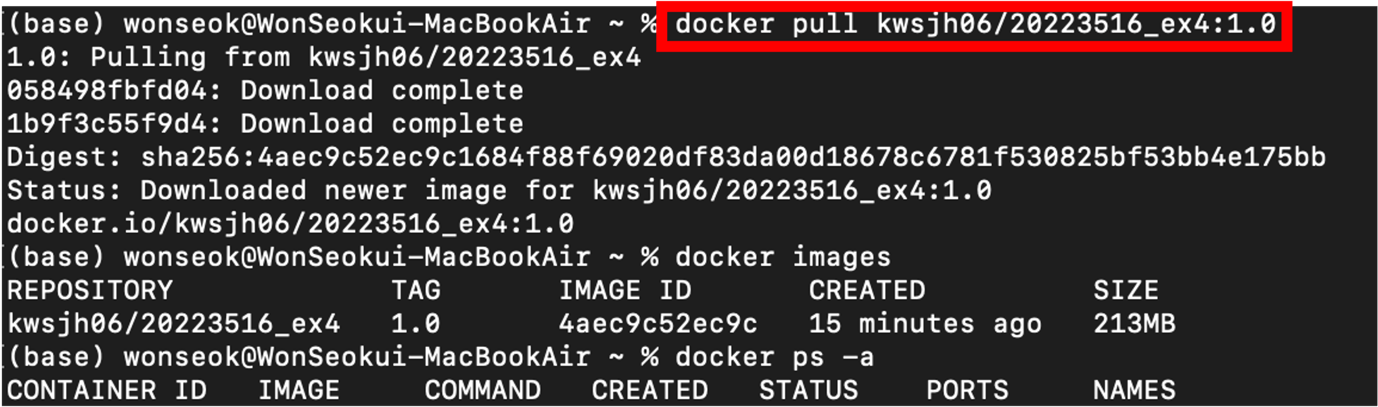 (base) wonseok@WonSeokui-MacBookAir ~ % docker pull kwsjh06/20223516_ex4:1.0
1.0: Pulling from kwsjh06/20223516_ex4
058498fbfd04: Download complete
1b9f3c55f9d4: Download complete
Digest: sha256:4aec9c52ec9c1684f88f69020df83da00d18678c6781f530825bf53bb4e175bb
Status: Downloaded newer image for kwsjh06/20223516_ex4:1.0
docker.io/kwsjh06/20223516_ex4:1.0
(base) wonseok@WonSeokui-MacBookAir ~ % docker images
REPOSITORY TAG IMAGE ID CREATED SIZE
kwsjh06/20223516_ex4 1.0 4aec9c52ec9c 15 minutes ago 213MB
(base) wonseok@WonSeokui-MacBookAir ~ % docker ps -a
CONTAINER ID IMAGE COMMAND CREATED STATUS PORTS NAMES